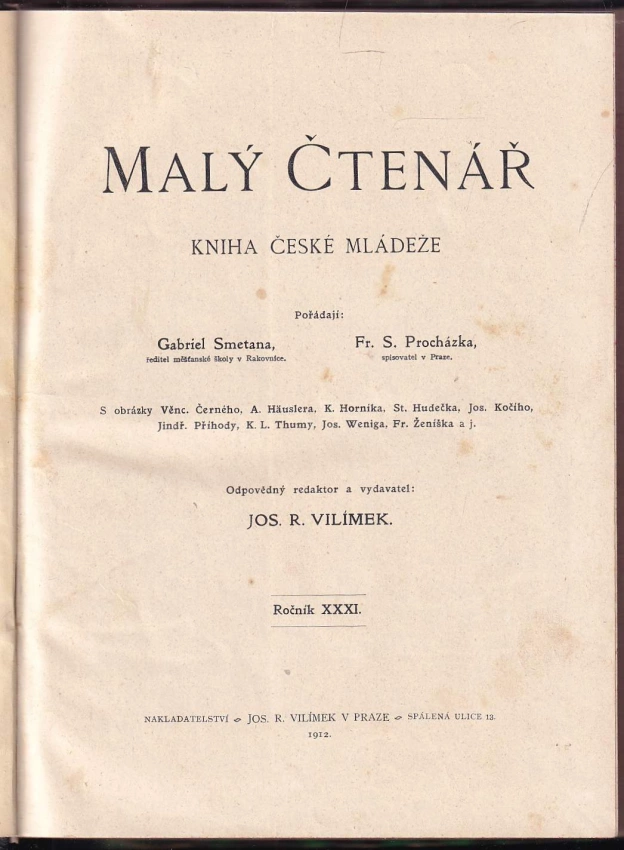 MALÝ ČTENÁŘ
KNIHA ČESKÉ MLÁDEŽE
Pořádají:
Gabriel Smetana,
ředitel měšťanské školy v Rakovníce.
Fr. S. Procházka,
spisovatel v Praze.
S obrázky Věnc. Černého, A. Häuslera, K. Horníka, St. Hudečka, Jos. Kočího,
Jindř. Příhody, K. L. Thumy, Jos. Weniga, Fr. Ženíška a j.
Odpovědný redaktor a vydavatel:
JOS. R. VILÍMEK.
Ročník XXXI.
NAKLADATELSTVÍ JOS. R. VILÍMEK V PRAZE SPÁLENÁ ULICE 13.
1912.